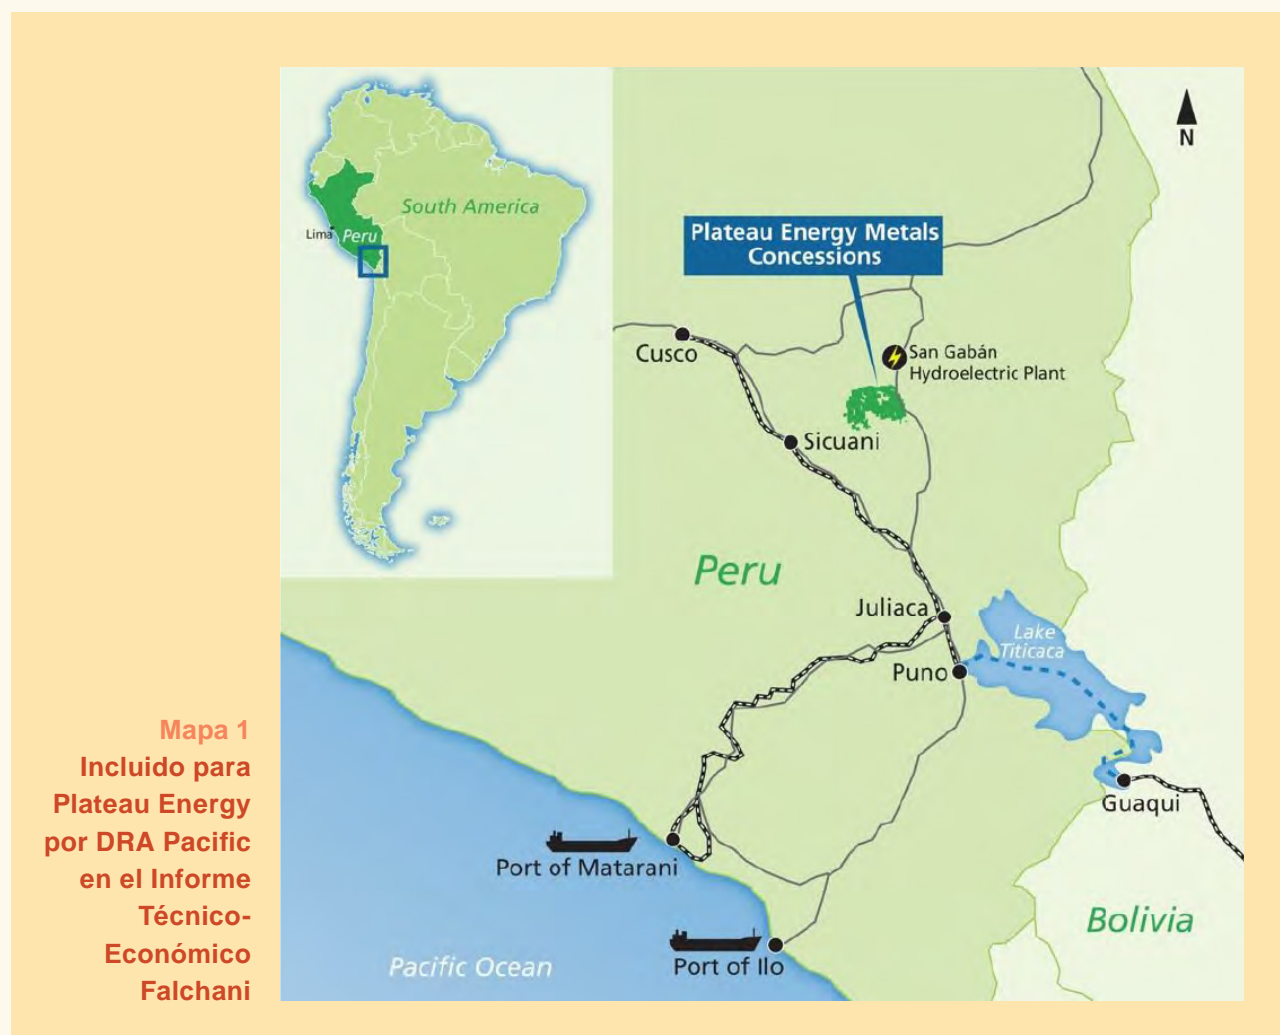 Mapa 1
Incluido para
Plateau Energy
por DRA Pacific
en el Informe
Técnico-
Económico
Falchani
South America
Lima
Peru
N
Plateau Energy Metals
Concessions
Cusco
San Gabán
Hydroelectric Plant
Sicuani
Peru
Juliaca
Lake
Titicaca
Puno
Guaqui
Port of Matarani
Bolivia
Port of Ilo
Pacific Ocean